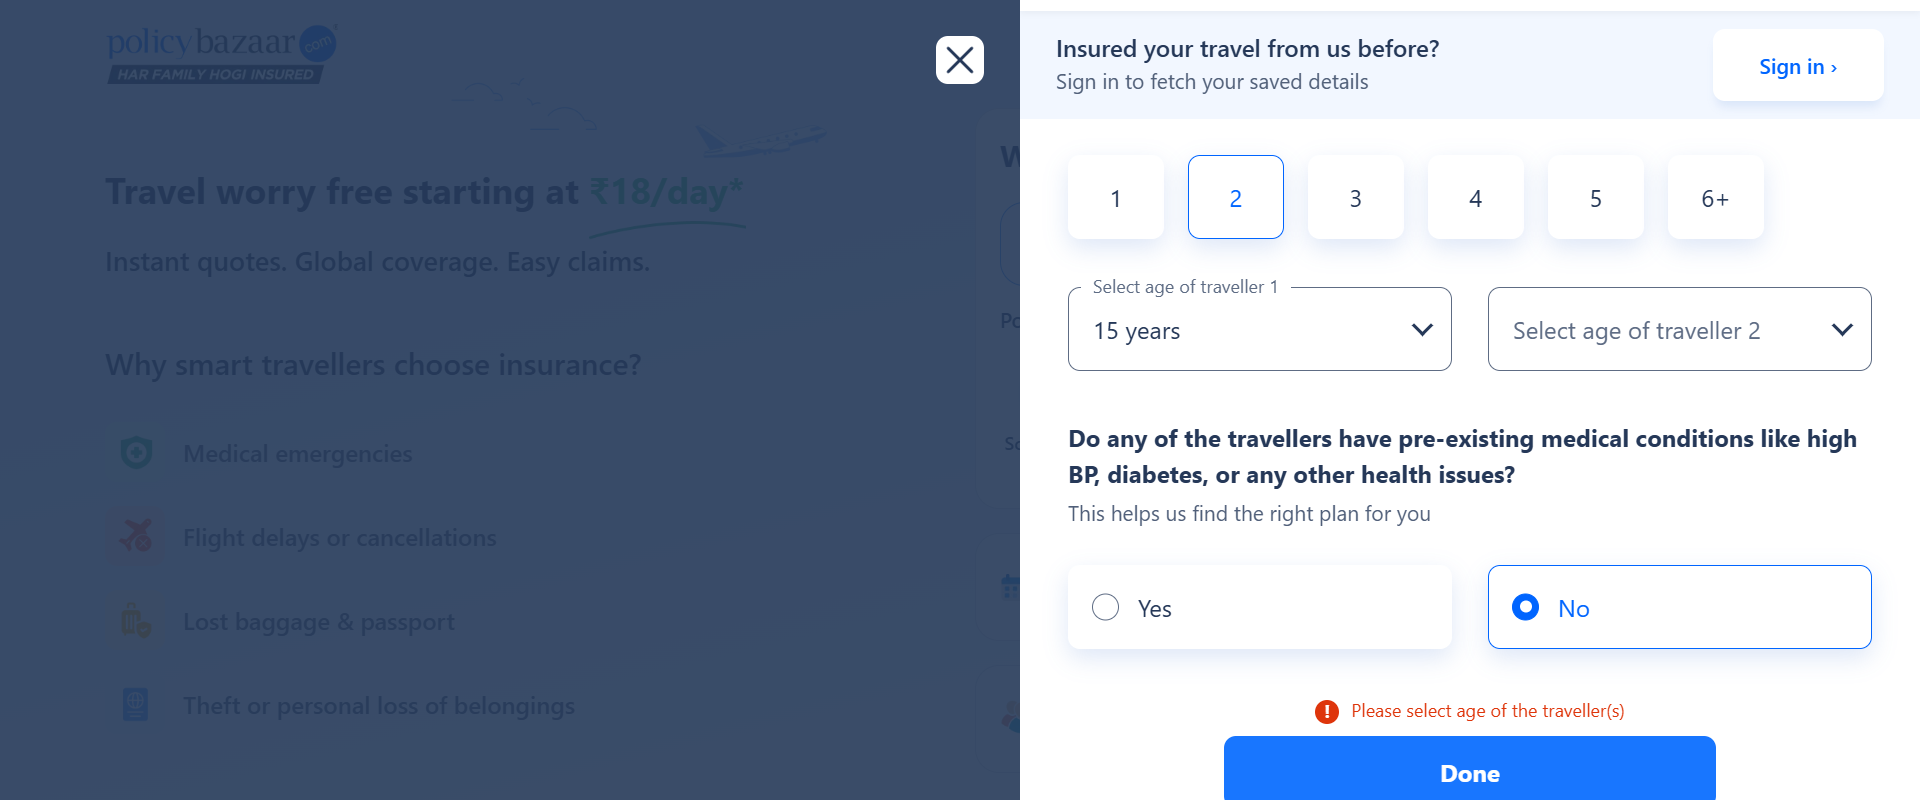 policybazaar.com
HAR FAMILY HOGI INSURED
Travel worry free starting at ₹18/day*
Instant quotes. Global coverage. Easy claims.
Why smart travellers choose insurance?
Medical emergencies
Flight delays or cancellations
Lost baggage & passport
Theft or personal loss of belongings
Insured your travel from us before?
Sign in to fetch your saved details
Sign in ›
1
2
3
4
5
6+
Select age of traveller 1
15 years
Select age of traveller 2
Do any of the travellers have pre-existing medical conditions like high
BP, diabetes, or any other health issues?
This helps us find the right plan for you
Yes
No
Please select age of the traveller(s)
Done